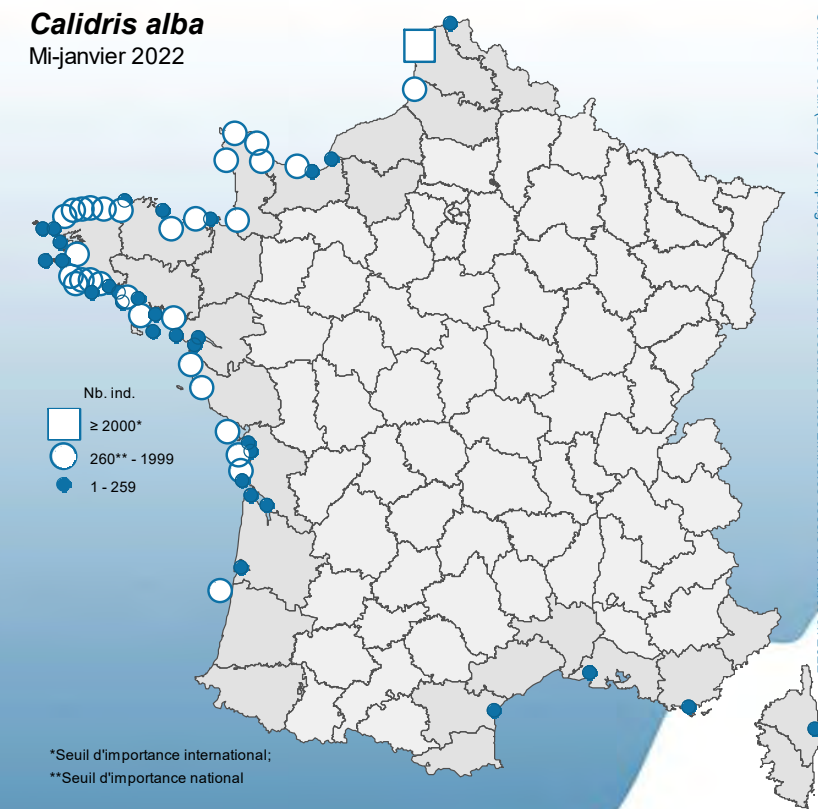 Calidris alba
Mi-janvier 2022
Nb. ind.
≥ 2000*
260** - 1999
1 - 259
*Seuil d'importance international;
**Seuil d'importance national